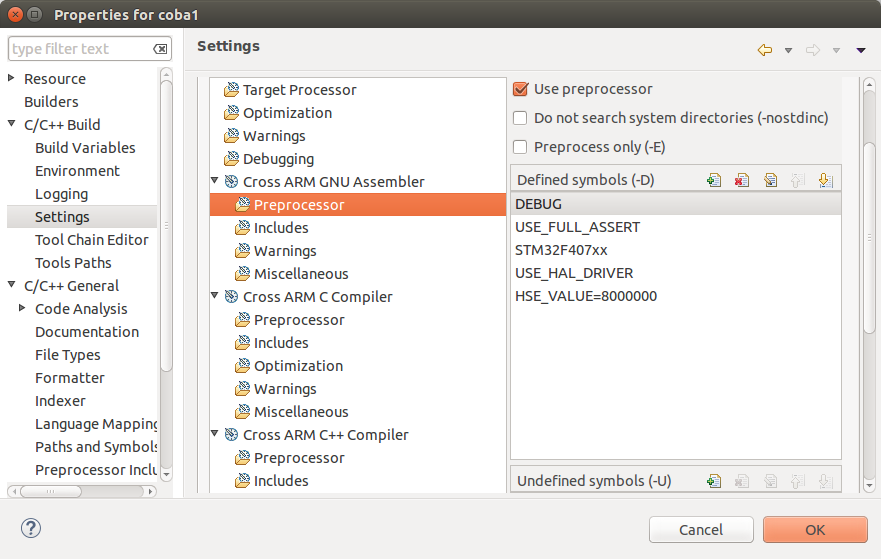 Properties for coba1
type filter text
Resource
Builders
C/C++ Build
Build Variables
Environment
Logging
Settings
Tool Chain Editor
Tools Paths
C/C++ General
Code Analysis
Documentation
File Types
Formatter
Indexer
Language Mapping
Paths and Symbols
Preprocessor Inclu
Settings
Target Processor
Optimization
Warnings
Debugging
Cross ARM GNU Assembler
Preprocessor
Includes
Warnings
Miscellaneous
Cross ARM C Compiler
Preprocessor
Includes
Optimization
Warnings
Miscellaneous
Cross ARM C++ Compiler
Preprocessor
Includes
Use preprocessor
Do not search system directories (-nostdinc)
Preprocess only (-E)
Defined symbols (-D)
DEBUG
USE_FULL_ASSERT
STM32F407xx
USE_HAL_DRIVER
HSE_VALUE=8000000
Undefined symbols (-U)
?
Cancel
OK